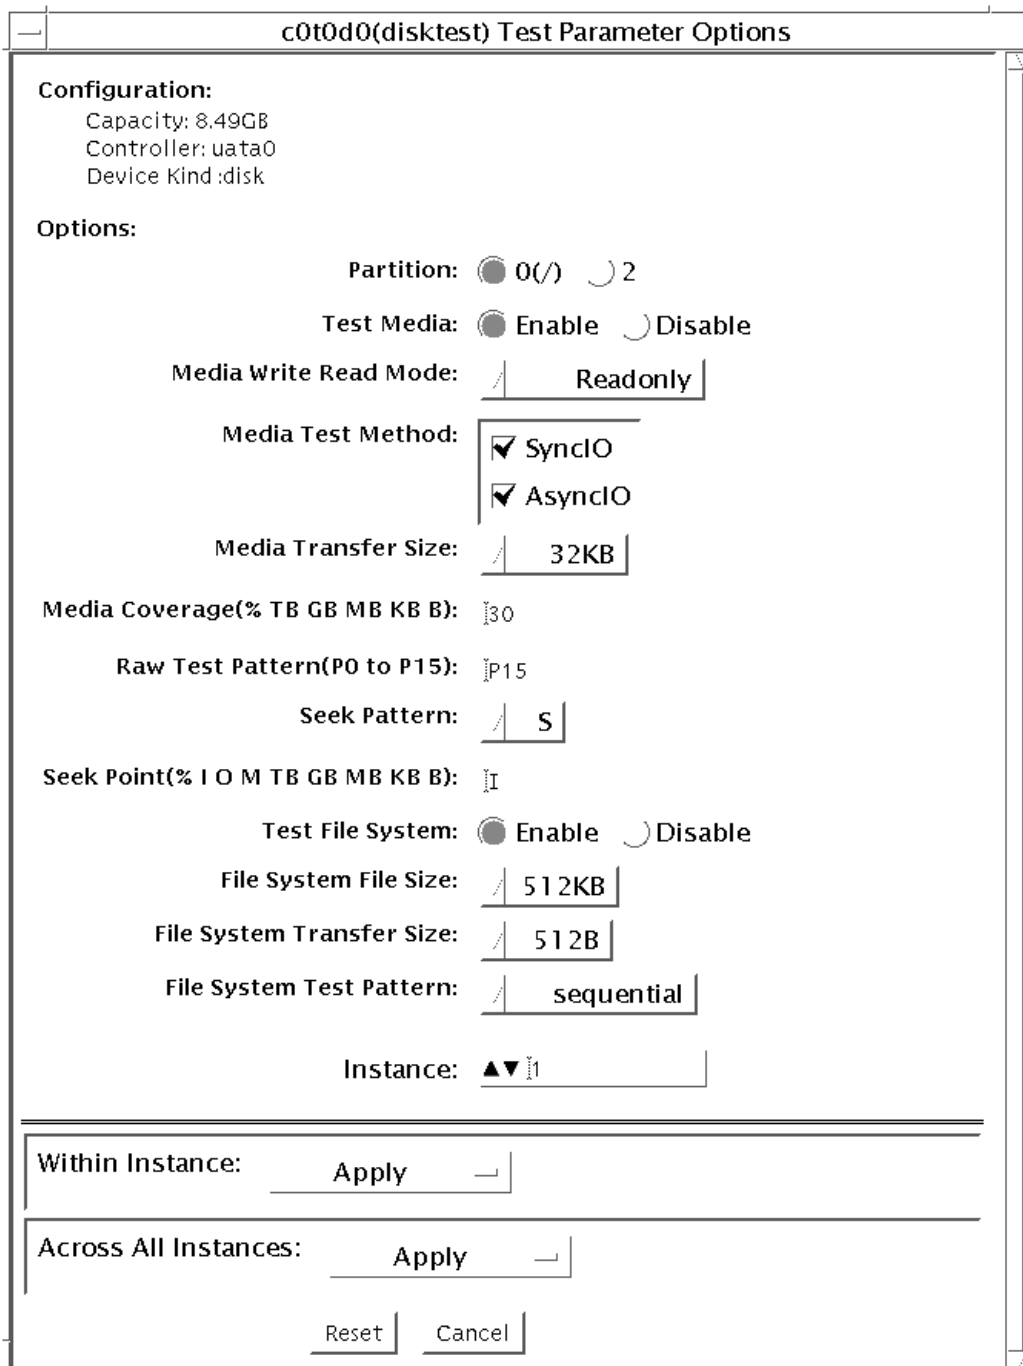 c0t0d0(disktest) Test Parameter Options
Configuration:
Capacity: 8.49GB
Controller: uata0
Device Kind :disk
Options:
Partition: 0(/) 2
Test Media: Enable Disable
Media Write Read Mode: Readonly
Media Test Method: SyncIO
AsyncIO
Media Transfer Size: 32KB
Media Coverage(% TB GB MB KB B): 30
Raw Test Pattern(P0 to P15): P15
Seek Pattern: S
Seek Point(% I O M TB GB MB KB B): I
Test File System: Enable Disable
File System File Size: 512KB
File System Transfer Size: 512B
File System Test Pattern: sequential
Instance: 1
Within Instance: Apply
Across All Instances: Apply
Reset Cancel